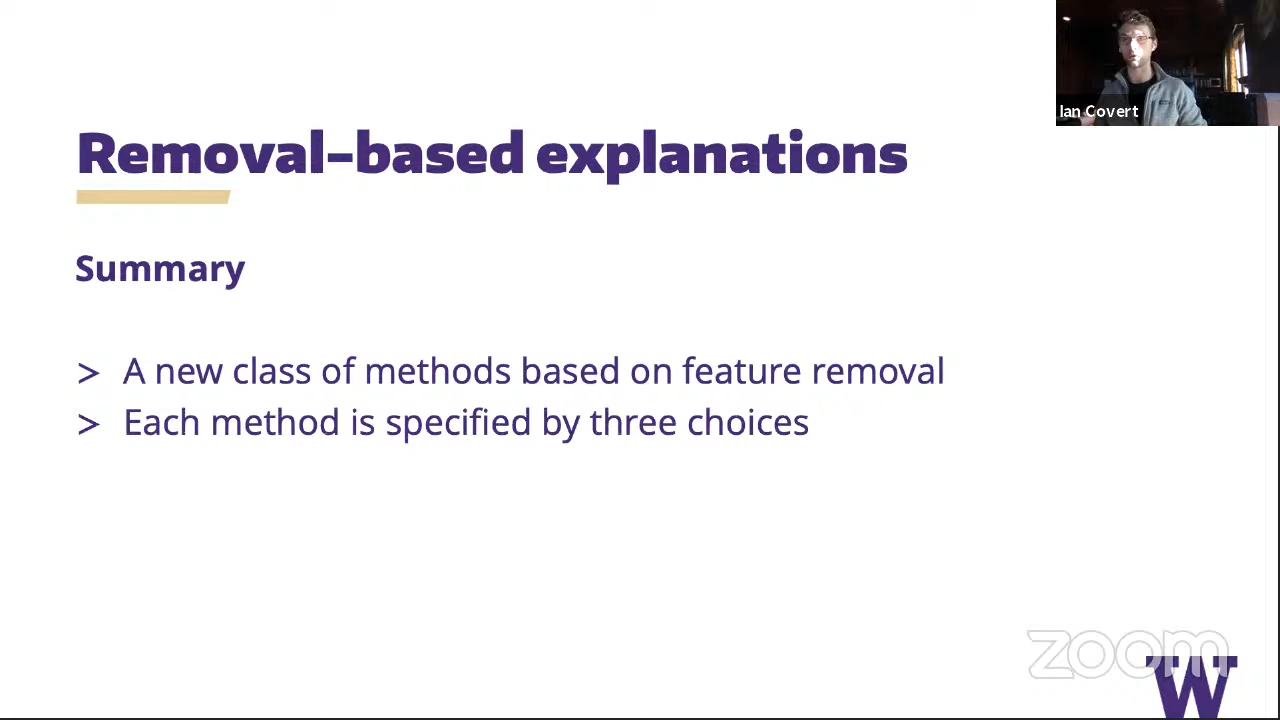 Ian Covert
Removal-based explanations
Summary
> A new class of methods based on feature removal
> Each method is specified by three choices
zoom
W